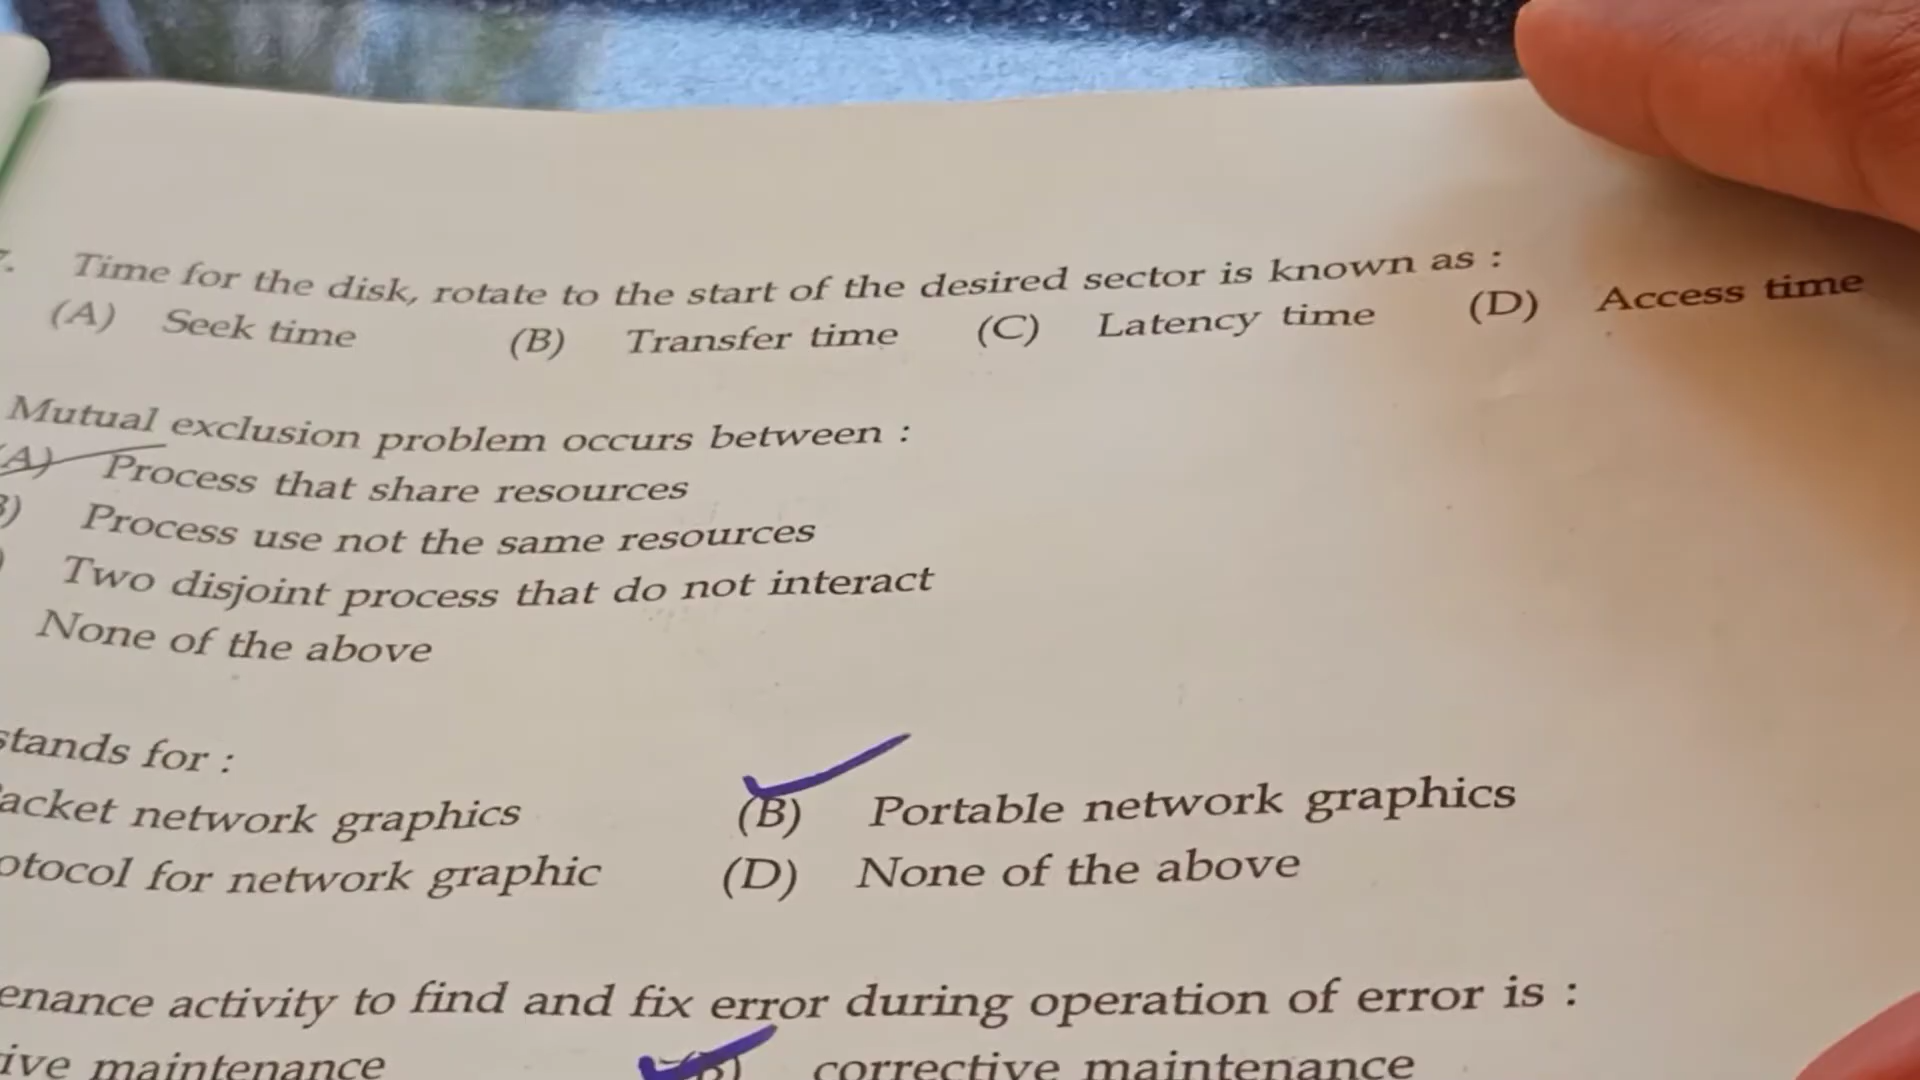 Time for the disk, rotate to the start of the desired sector is known as :
(A) Seek time (B) Transfer time (C) Latency time (D) Access time
Mutual exclusion problem occurs between :
(A) Process that share resources
Process use not the same resources
Two disjoint process that do not interact
None of the above
stands for :
network graphics (B) Portable network graphics
for network graphic (D) None of the above
activity to find and fix error during operation of error is :
maintenance (B) corrective maintenance